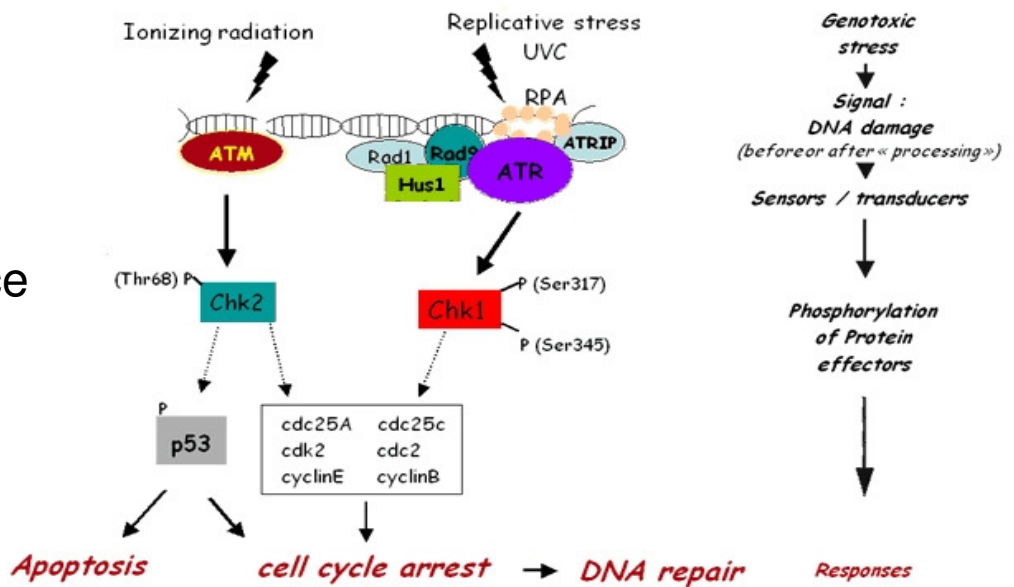 Ionizing radiation
Replicative stress
UVC
RPA
ATM
Rad1
Rad9
Hus1
ATR
ATRIP
(Thr68) P
Chk2
Chk1
P (Ser317)
P (Ser345)
P
p53
cdc25A cdc25c
cdk2 cdc2
cyclinE cyclinB
Apoptosis
cell cycle arrest
DNA repair
Genotoxic
stress
Signal :
DNA damage
(before or after « processing »)
Sensors / transducers
Phosphorylation
of Protein
effectors
Responses